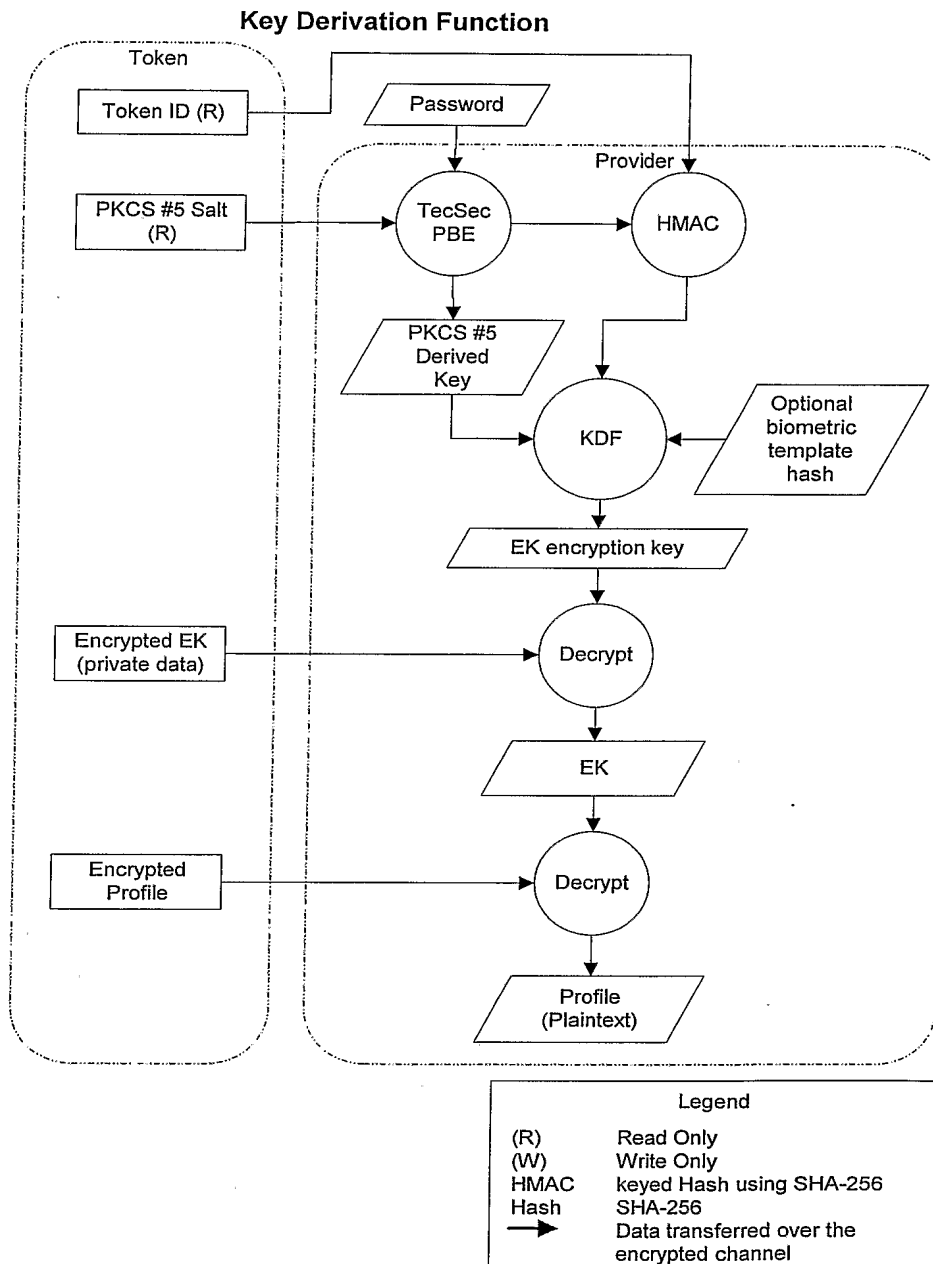 Key Derivation Function
Token
Token ID (R)
Password
Provider
PKCS #5 Salt
(R)
TecSec
PBE
HMAC
PKCS #5
Derived
Key
KDF
Optional
biometric
template
hash
EK encryption key
Encrypted EK
(private data)
Decrypt
EK
Encrypted
Profile
Decrypt
Profile
(Plaintext)
Legend
(R) Read Only
(W) Write Only
HMAC keyed Hash using SHA-256
Hash SHA-256
Data transferred over the
encrypted channel